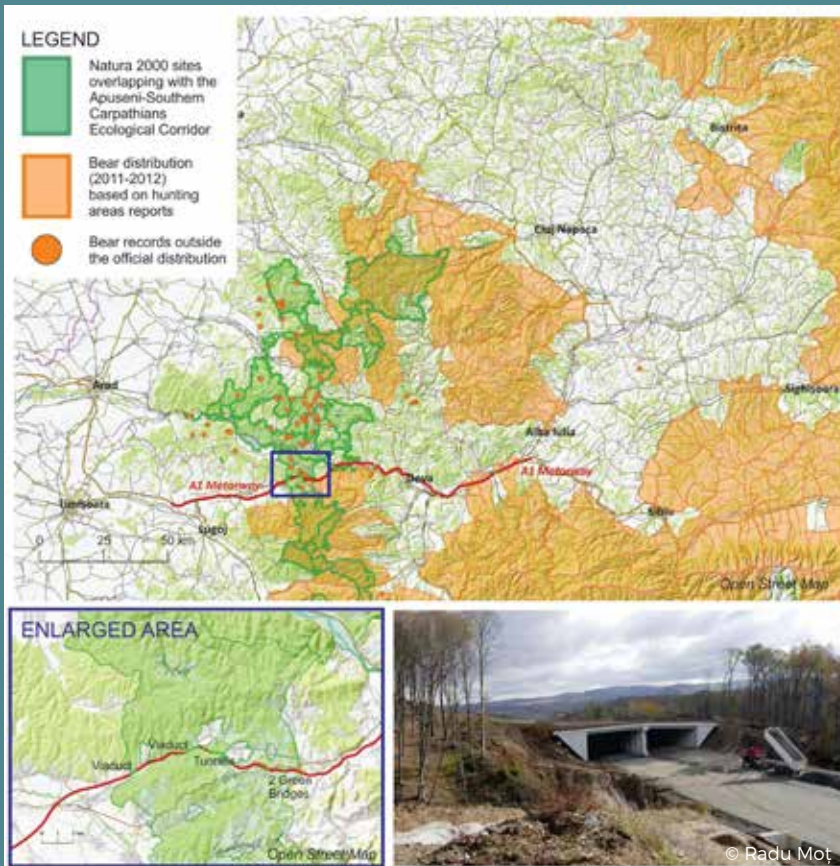 LEGEND
Natura 2000 sites
overlapping with the
Apuseni-Southern
Carpathians
Ecological Corridor
Bear distribution
(2011-2012)
based on hunting
areas reports
Bear records outside
the official distribution
Bistrita
Cluj Napoca
Arad
Sighisoara
Alba Iulia
Deva
A1 Motorway
A1 Motorway
Timisoara
Lugoj
Sibiu
0 25 50 km
Open Street Map
ENLARGED AREA
Viaduct
Viaduct
Tunnels
2 Green
Bridges
Open Street Map
© Radu Mot